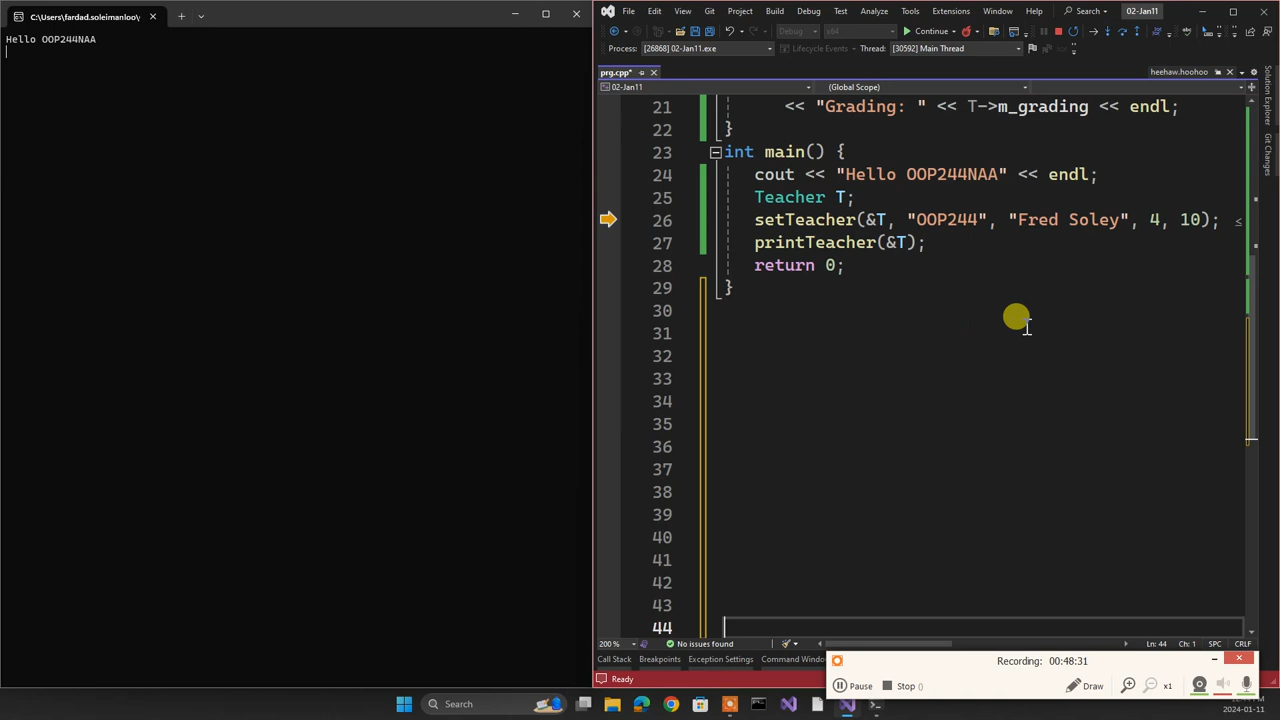 C:\Users\fardad.soleimanloo\
Hello OOP244NAA
File Edit View Git Project Build Debug Test Analyze Tools Extensions Window Help
Search
02-Jan11
Debug
x64
Continue
Process: [26868] 02-Jan11.exe
Lifecycle Events
Thread: [30592] Main Thread
prg.cpp*
heehaw.hoohoo
02-Jan11
(Global Scope)
Solution Explorer
Git Changes
21 << "Grading: " << T->m_grading << endl;
22 }
23 int main() {
24 cout << "Hello OOP244NAA" << endl;
25 Teacher T;
26 setTeacher(&T, "OOP244", "Fred Soley", 4, 10); ≤
27 printTeacher(&T);
28 return 0;
29 }
30
31
32
33
34
35
36
37
38
39
40
41
42
43
44
200 %
No issues found
Ln: 44 Ch: 1 SPC CRLF
Call Stack Breakpoints Exception Settings Command Window
Ready
Recording: 00:48:31
Pause
Stop ()
Draw
x1
Search
2024-01-11